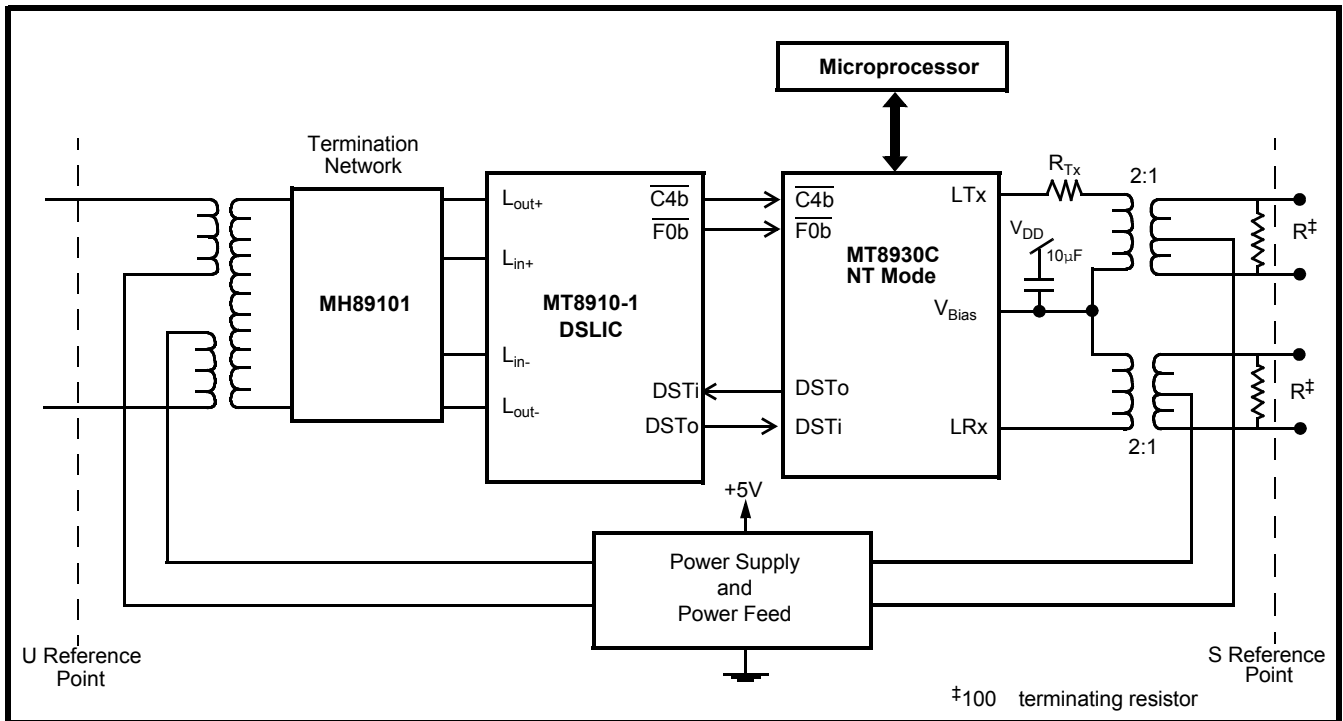 Microprocessor
Termination
Network
MH89101
Lout+
Lin+
Lin-
Lout-
C4b
F0b
MT8910-1
DSLIC
DSTi
DSTo
C4b
F0b
MT8930C
NT Mode
DSTo
DSTi
LTx
VBias
LRx
RTx
VDD
10µF
2:1
2:1
R‡
R‡
+5V
Power Supply
and
Power Feed
U Reference
Point
S Reference
Point
‡100 terminating resistor